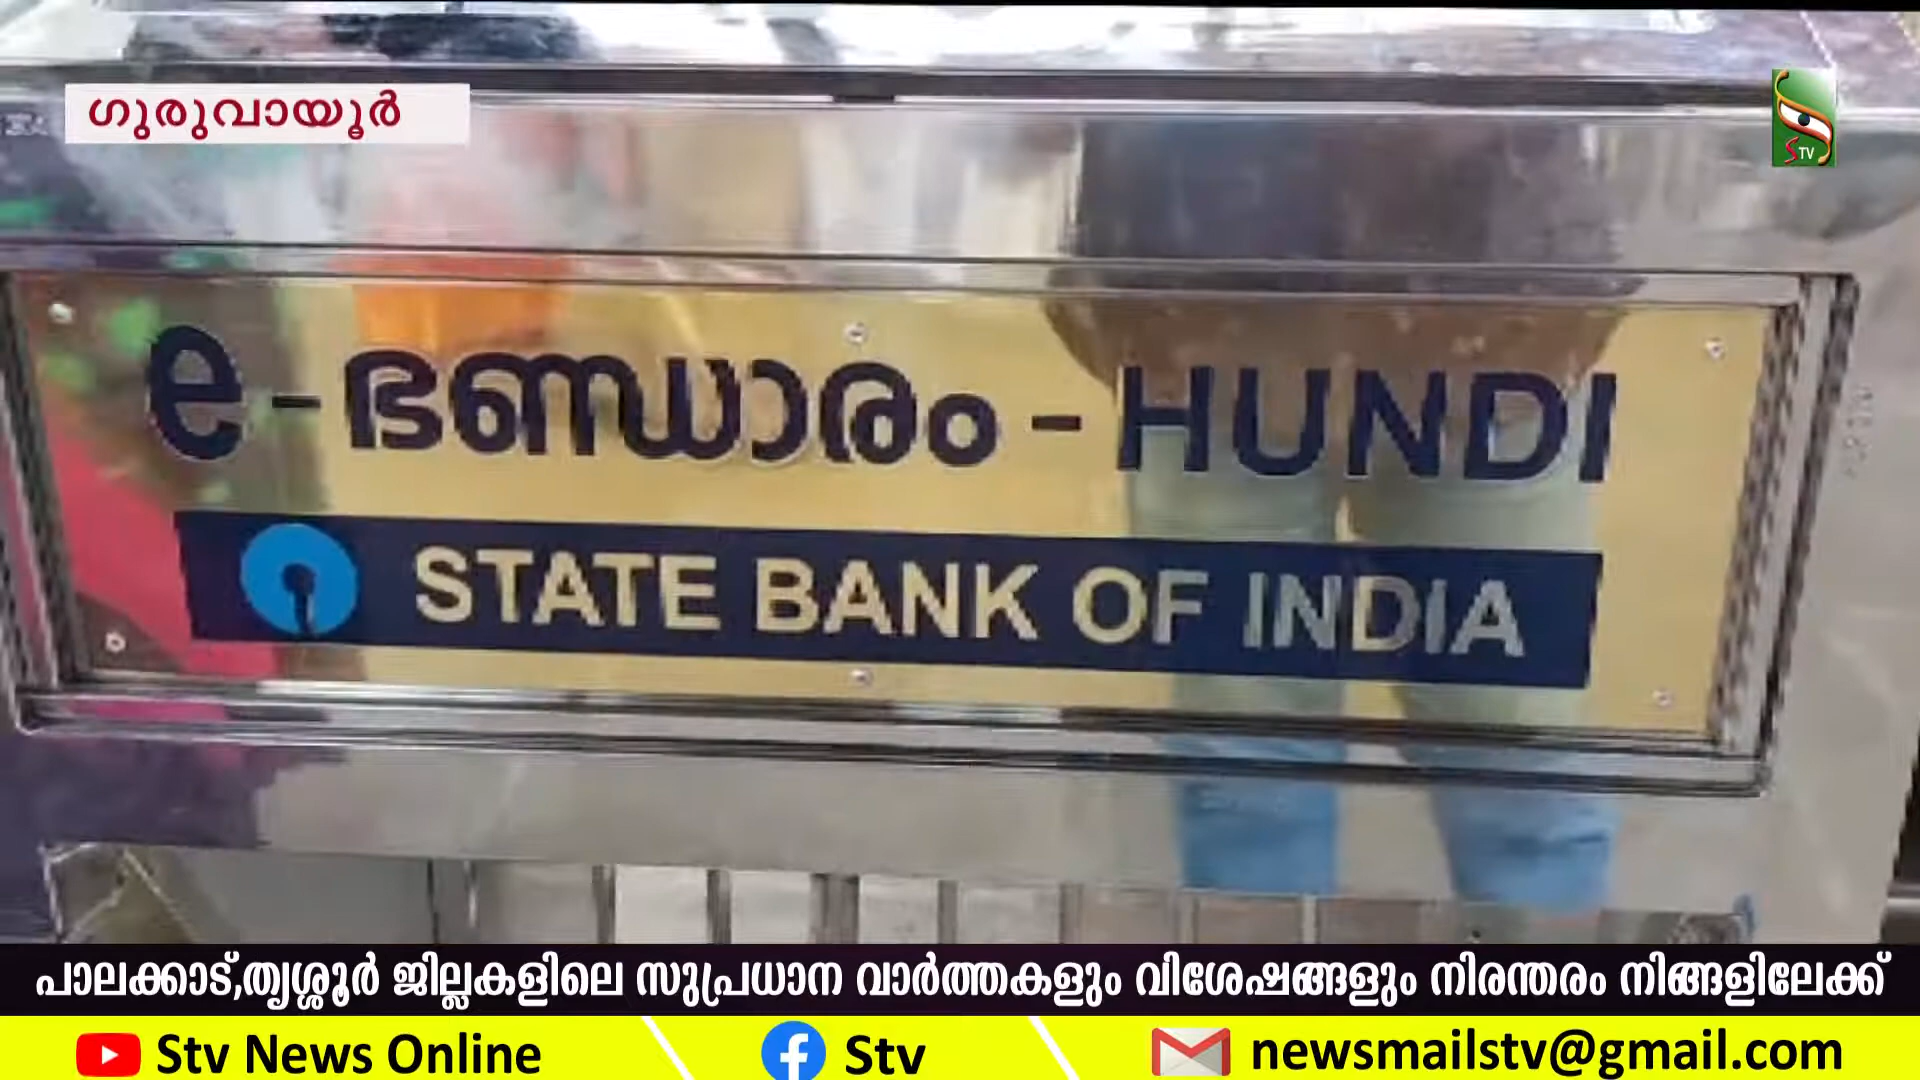 ഗുരുവായൂർ
STV
e - ഭണ്ഡാരം - HUNDI
STATE BANK OF INDIA
പാലക്കാട്,തൃശ്ശൂർ ജില്ലകളിലെ സുപ്രധാന വാർത്തകളും വിശേഷങ്ങളും നിരന്തരം നിങ്ങളിലേക്ക്
Stv News Online
Stv
newsmailstv@gmail.com